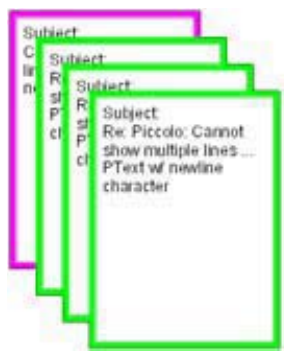 Subject:
C
lin
n
Subject:
R
sh
PT
ch
Subject:
R
sh
PT
ch
Subject:
Re: Piccolo: Cannot
show multiple lines ...
PText w/ newline
character